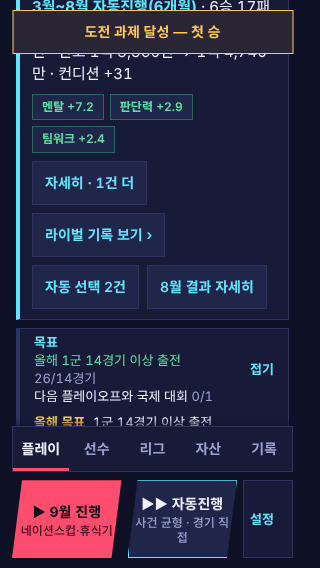 3월~8월 자동진행(6개월) · 6승 17패
도전 과제 달성 — 첫 승
만 · 컨디션 +31
멘탈 +7.2
판단력 +2.9
팀워크 +2.4
자세히 · 1건 더
라이벌 기록 보기 ›
자동 선택 2건
8월 결과 자세히
목표
올해 1군 14경기 이상 출전
26/14경기
접기
다음 플레이오프와 국제 대회 0/1
올해 목표 1군 14경기 이상 출전
플레이
선수
리그
자산
기록
▶ 9월 진행
네이션스컵·휴식기
▶▶ 자동진행
사건 균형 · 경기 직
접
설정